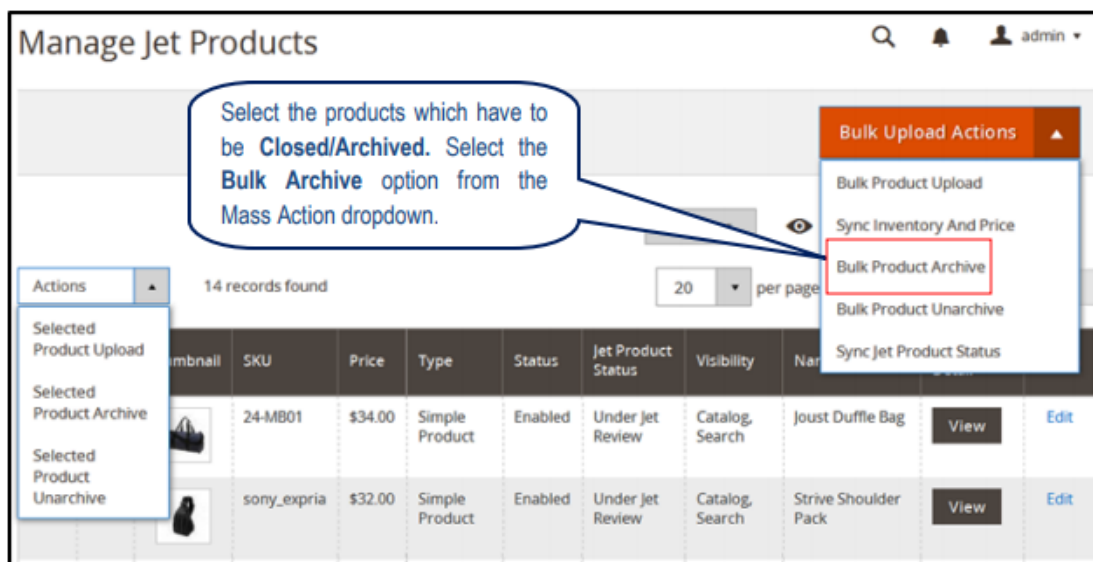 Manage Jet Products
admin
Select the products which have to
be Closed/Archived. Select the
Bulk Archive option from the
Mass Action dropdown.
Bulk Upload Actions
Bulk Product Upload
Sync Inventory And Price
Bulk Product Archive
Bulk Product Unarchive
Sync Jet Product Status
Actions
14 records found
20
per page
Selected
Product Upload
Selected
Product Archive
Selected
Product
Unarchive
SKU
Price
Type
Status
Jet Product
Status
Visibility
24-MB01
$34.00
Simple
Product
Enabled
Under Jet
Review
Catalog,
Search
Joust Duffle Bag
View
Edit
sony_expria
$32.00
Simple
Product
Enabled
Under Jet
Review
Catalog,
Search
Strive Shoulder
Pack
View
Edit